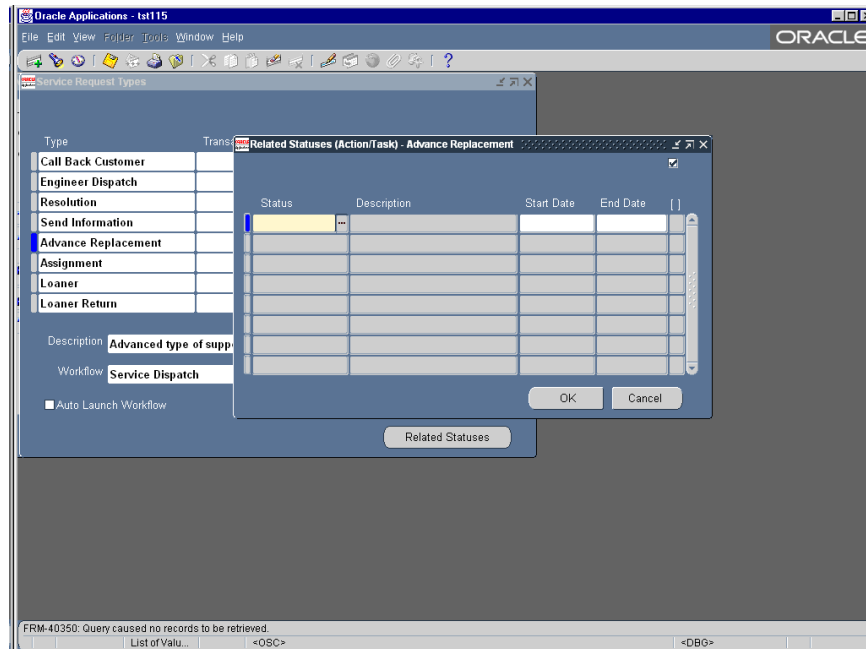 Oracle Applications - tst115
File Edit View Folder Tools Window Help
ORACLE
Service Request Types
Type
Call Back Customer
Engineer Dispatch
Resolution
Send Information
Advance Replacement
Assignment
Loaner
Loaner Return
Description Advanced type of
Workflow Service Dispatch
Auto Launch Workflow
Related Statuses
Related Statuses (Action/Task) - Advance Replacement
Status Description Start Date End Date [ ]
OK Cancel
FRM-40350: Query caused no records to be retrieved.
List of Valu... <OSC> <DBG>